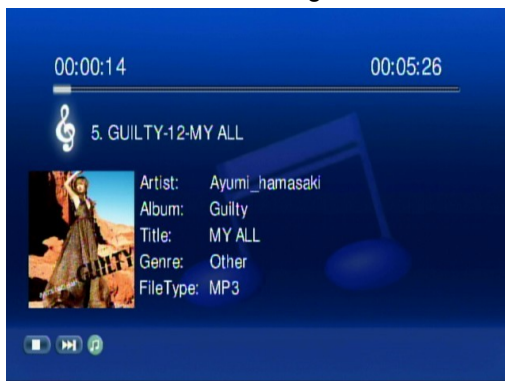 00:00:14 00:05:26
5. GUILTY-12-MY ALL
Artist: Ayumi_hamasaki
Album: Guilty
Title: MY ALL
Genre: Other
FileType: MP3
GUILTY